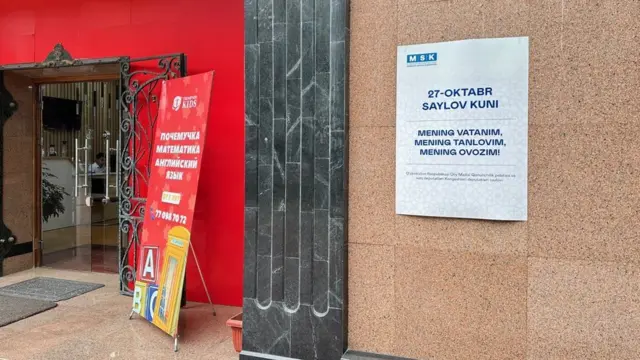 KIDS
ПОЧЕМУЧКА
МАТЕМАТИКА
АНГЛИЙСКИЙ
ЯЗЫК
77 098 70 72
A
B
C
MSK
27-OKTABR
SAYLOV KUNI
MENING VATANIM,
MENING TANLOVIM,
MENING OVOZIM!